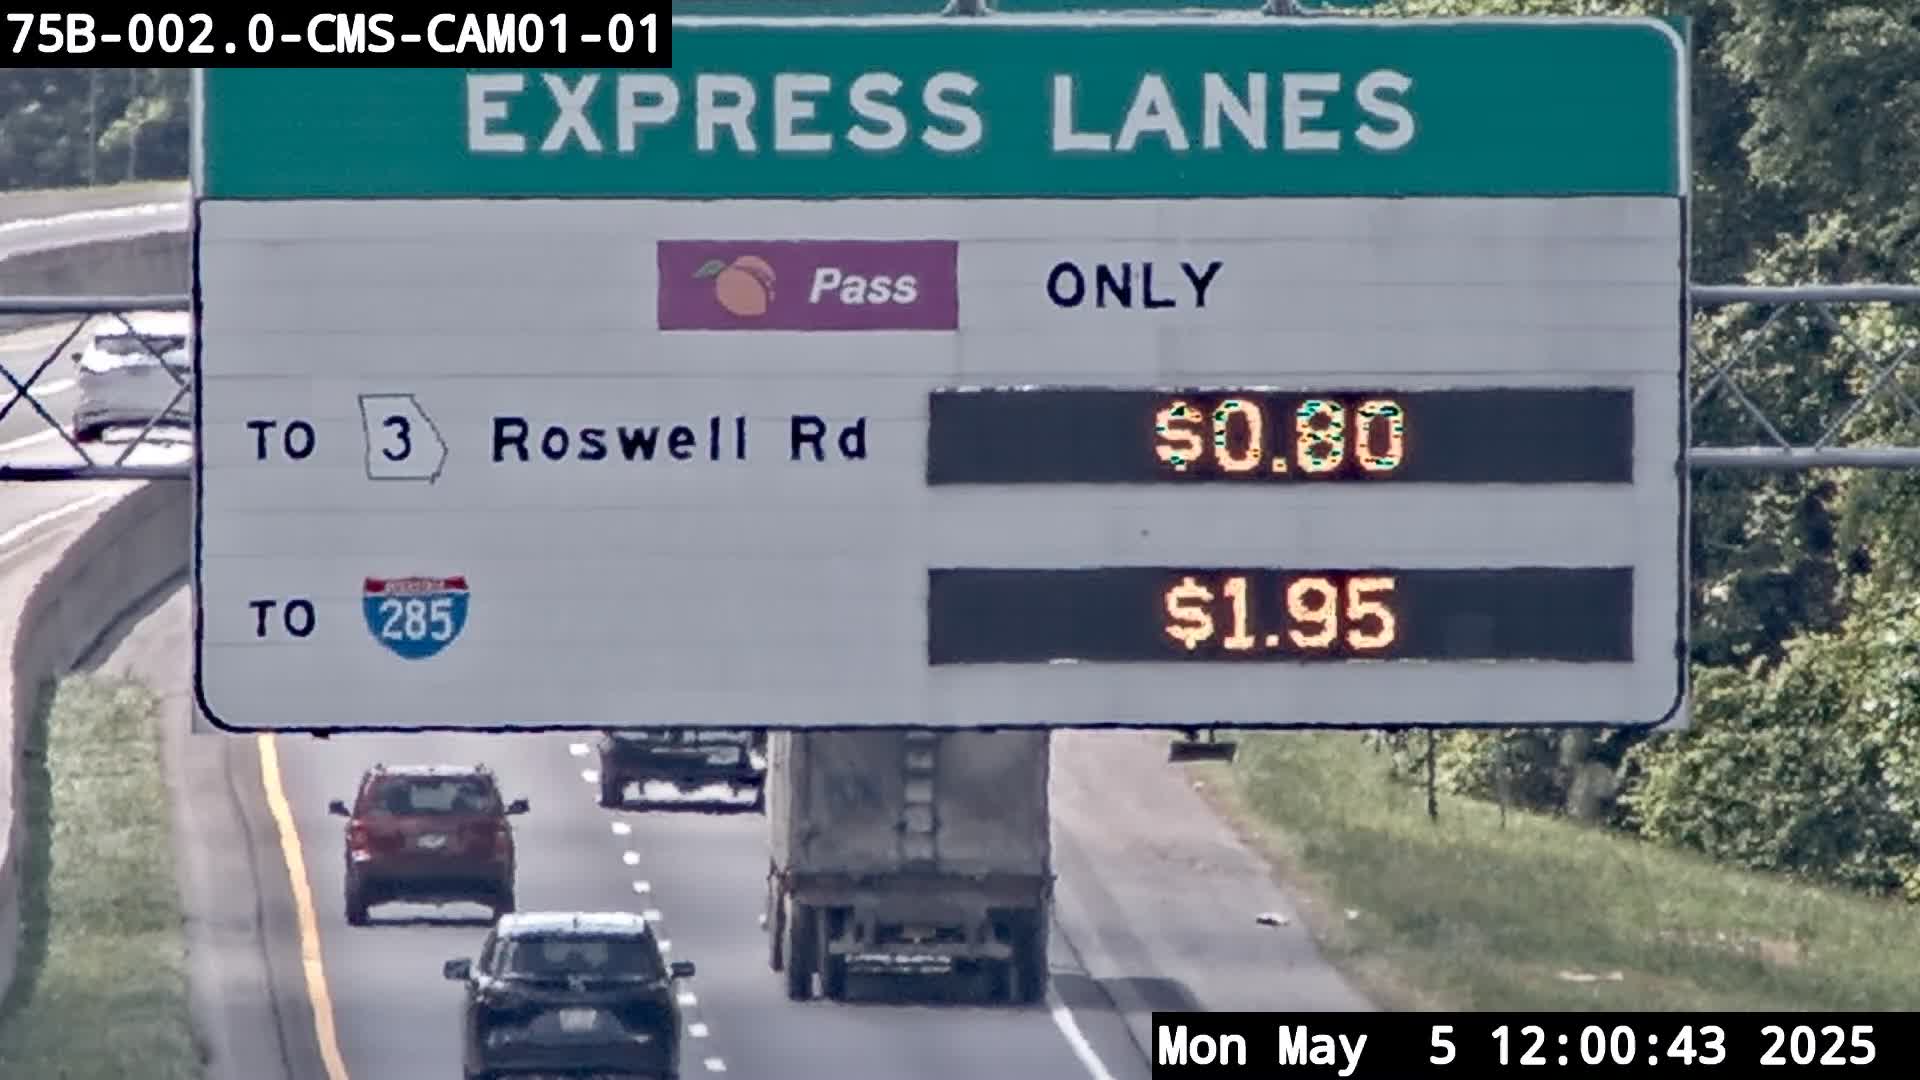 75B-002.0-CMS-CAM01-01
EXPRESS LANES
Pass ONLY
TO 3 Roswell Rd $0.80
TO INTERSTATE 285 $1.95
Mon May 5 12:00:43 2025